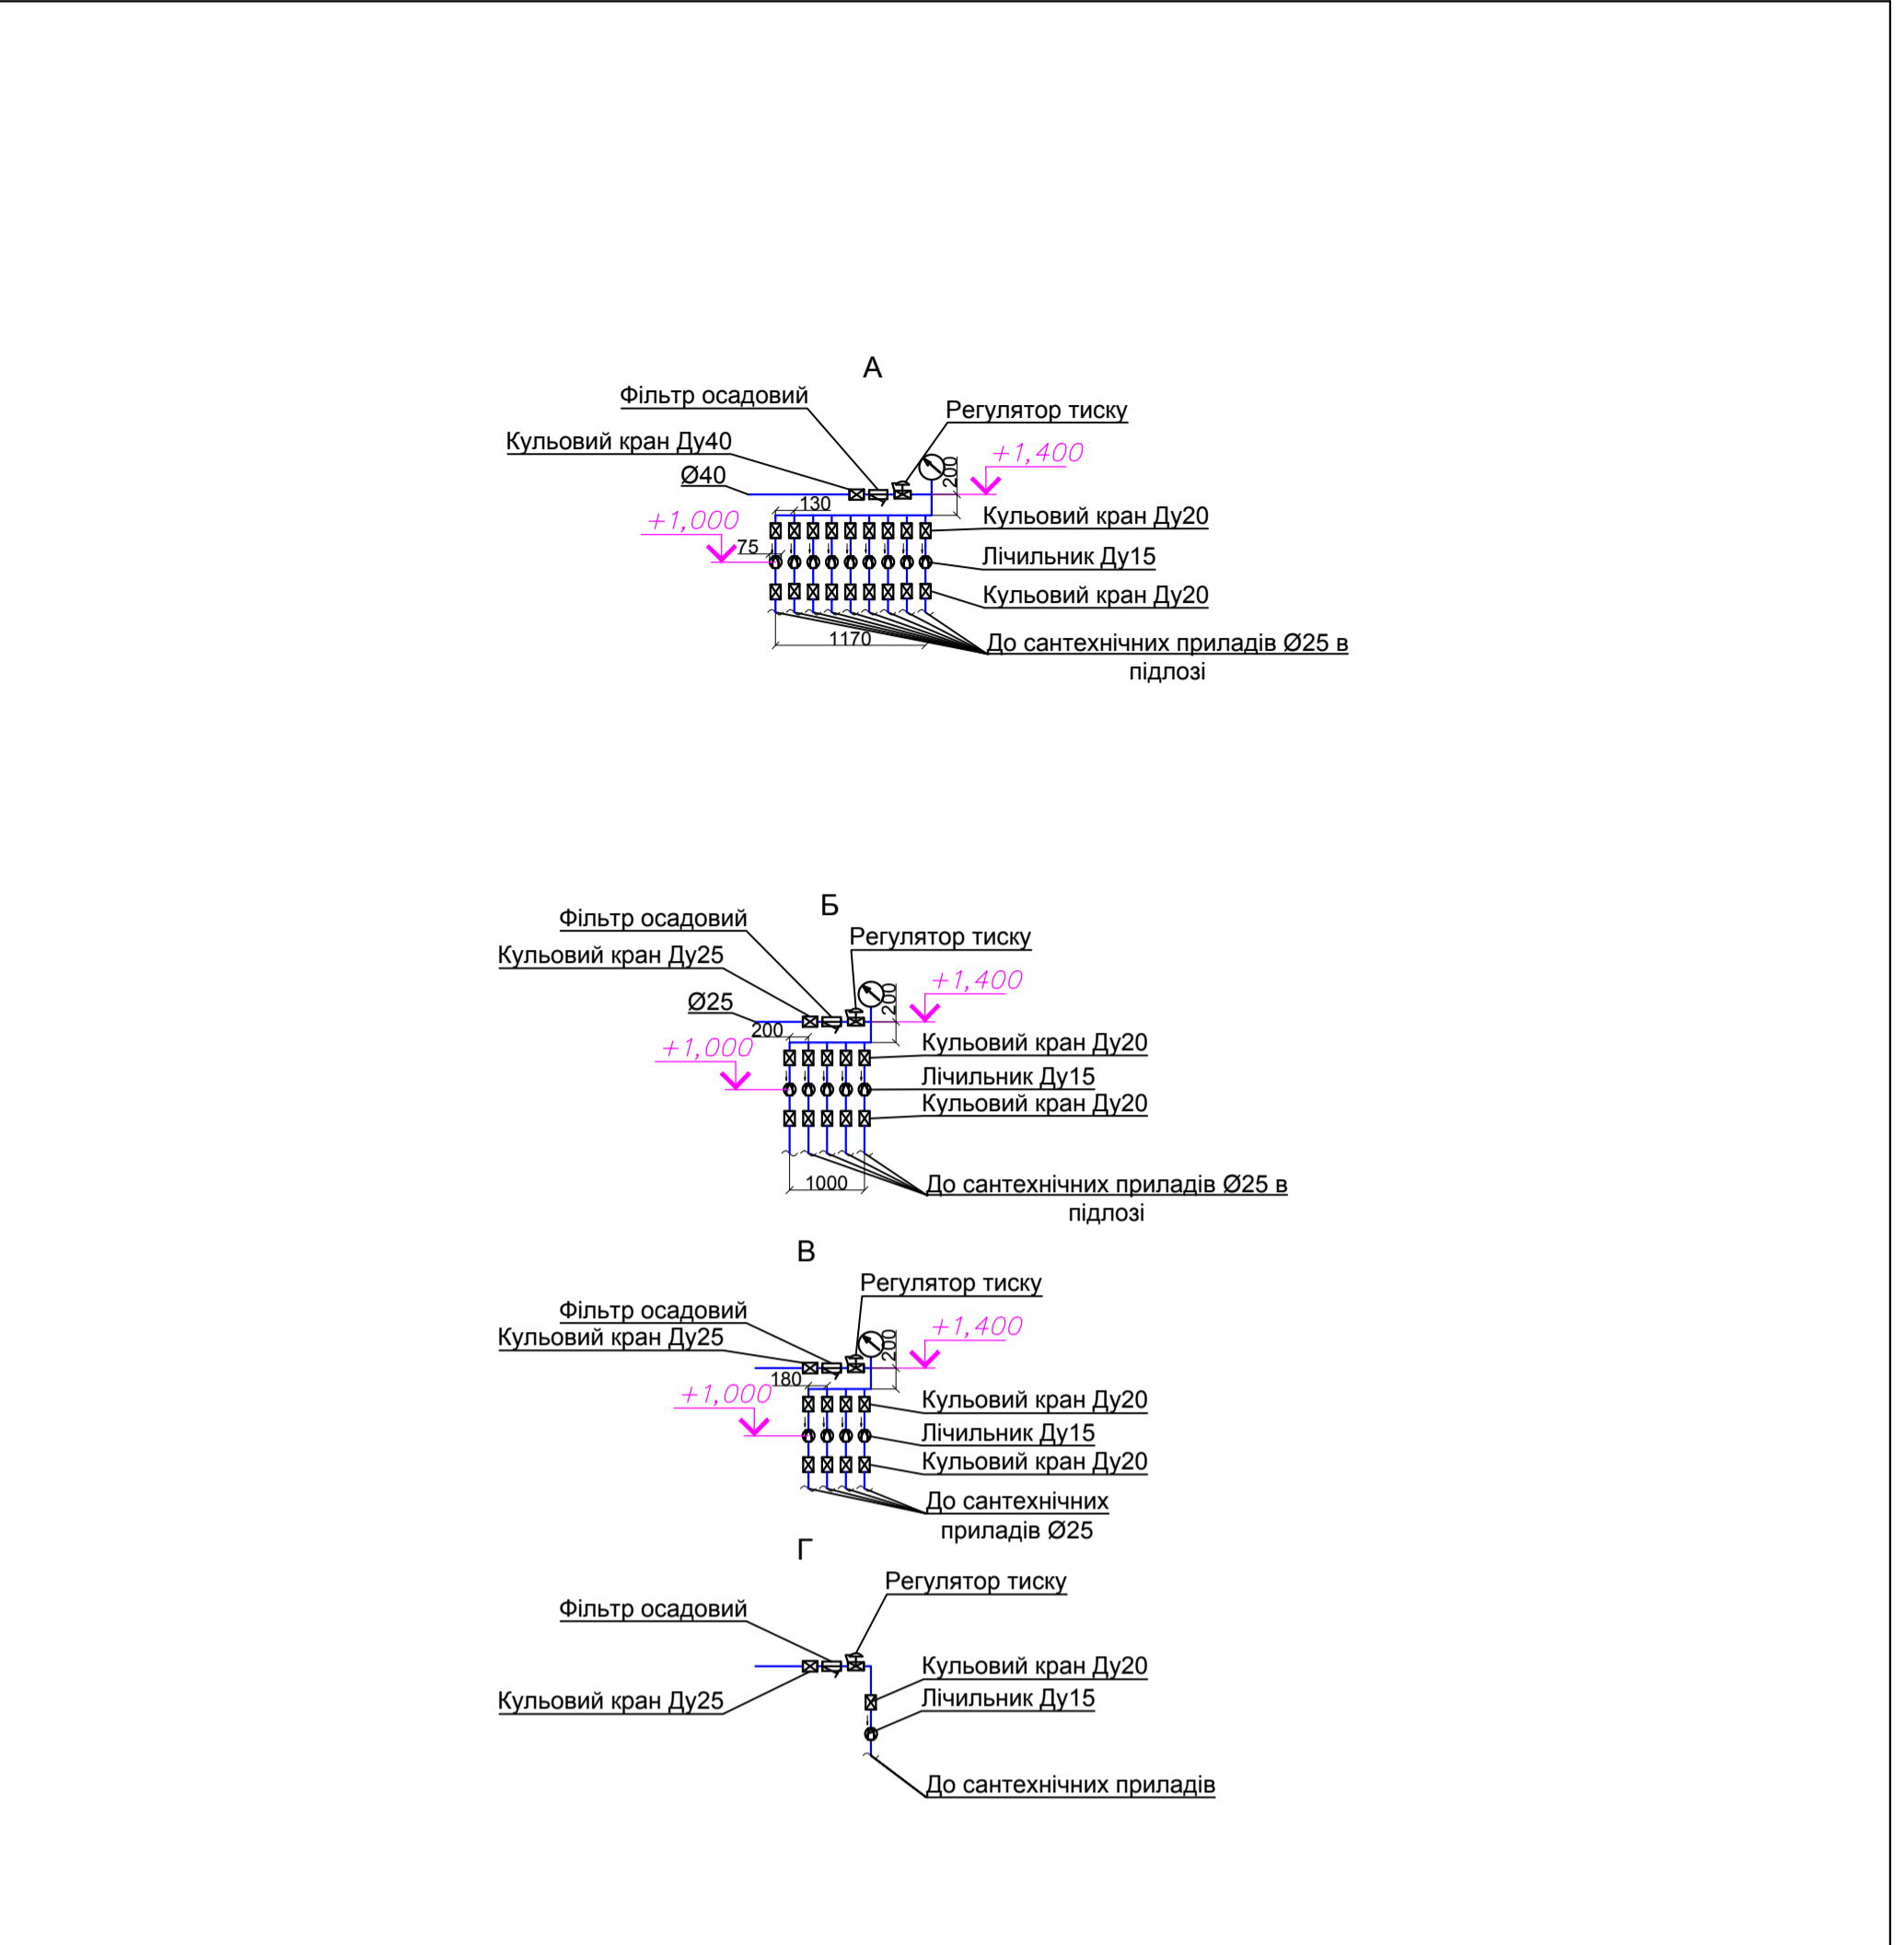 А
Фільтр осадовий
Регулятор тиску
Кульовий кран Ду40
+1,400
200
Ø40
130
+1,000
Кульовий кран Ду20
75
Лічильник Ду15
Кульовий кран Ду20
1170
До сантехнічних приладів Ø25 в
підлозі
Б
Фільтр осадовий
Регулятор тиску
Кульовий кран Ду25
+1,400
200
Ø25
200
+1,000
Кульовий кран Ду20
Лічильник Ду15
Кульовий кран Ду20
1000
До сантехнічних приладів Ø25 в
підлозі
В
Регулятор тиску
Фільтр осадовий
+1,400
Кульовий кран Ду25
200
180
+1,000
Кульовий кран Ду20
Лічильник Ду15
Кульовий кран Ду20
До сантехнічних
приладів Ø25
Г
Регулятор тиску
Фільтр осадовий
Кульовий кран Ду20
Кульовий кран Ду25
Лічильник Ду15
До сантехнічних приладів